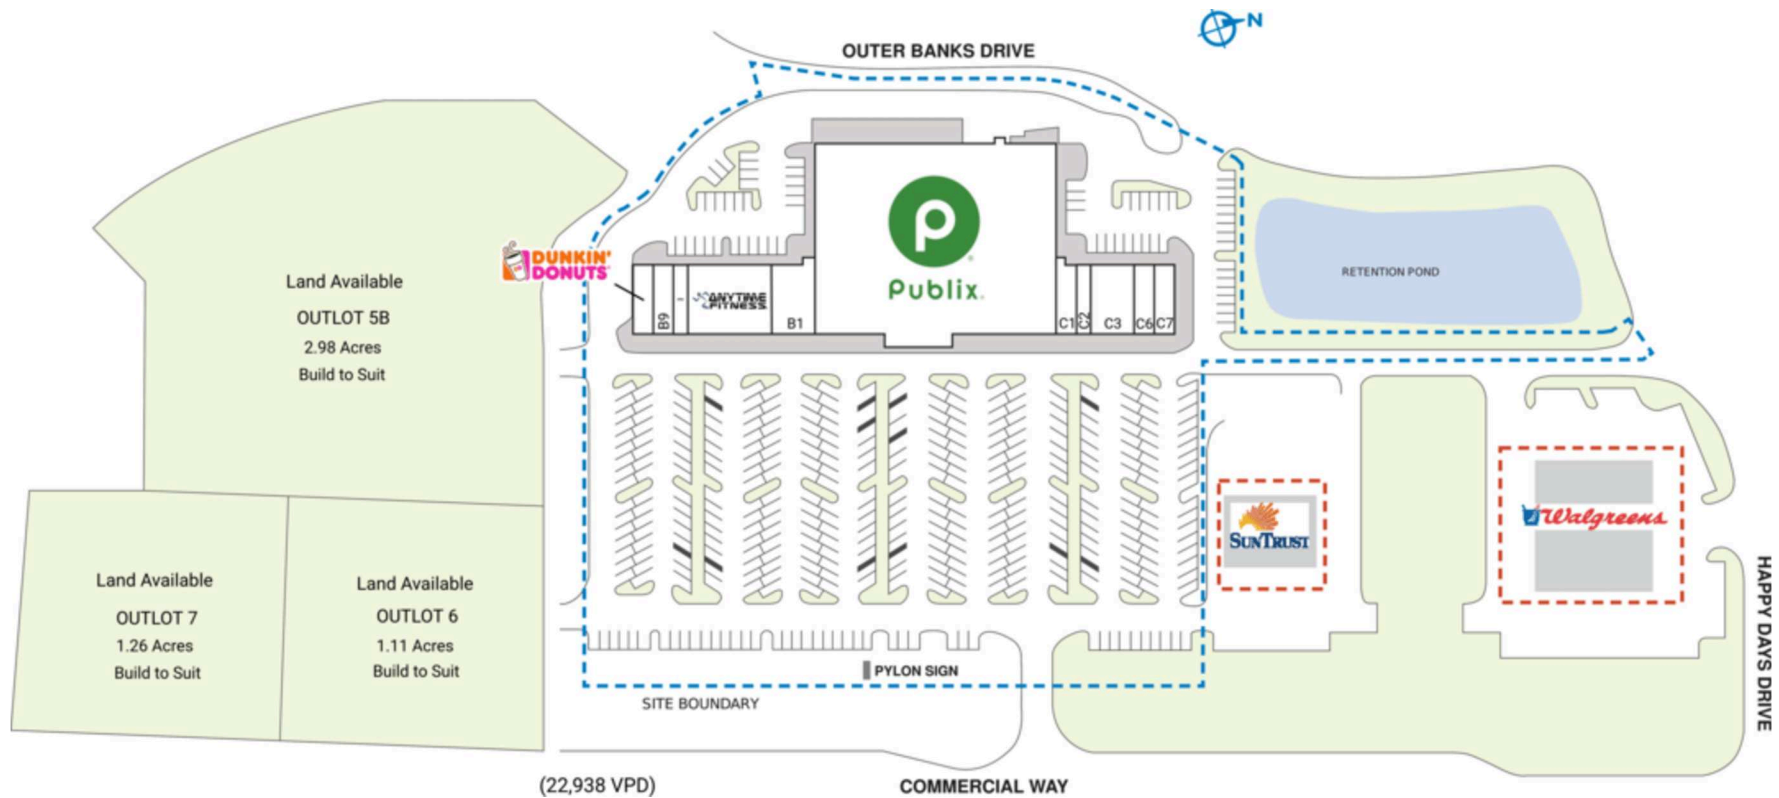 N
OUTER BANKS DRIVE
DUNKIN'
DONUTS
Publix.
ANYTIME
FITNESS
B9
B1
C1
C2
C3
C6
C7
RETENTION POND
Land Available
OUTLOT 5B
2.98 Acres
Build to Suit
SUNTRUST
Walgreens
Land Available
OUTLOT 7
1.26 Acres
Build to Suit
Land Available
OUTLOT 6
1.11 Acres
Build to Suit
HAPPY DAYS DRIVE
PYLON SIGN
SITE BOUNDARY
(22,938 VPD)
COMMERCIAL WAY